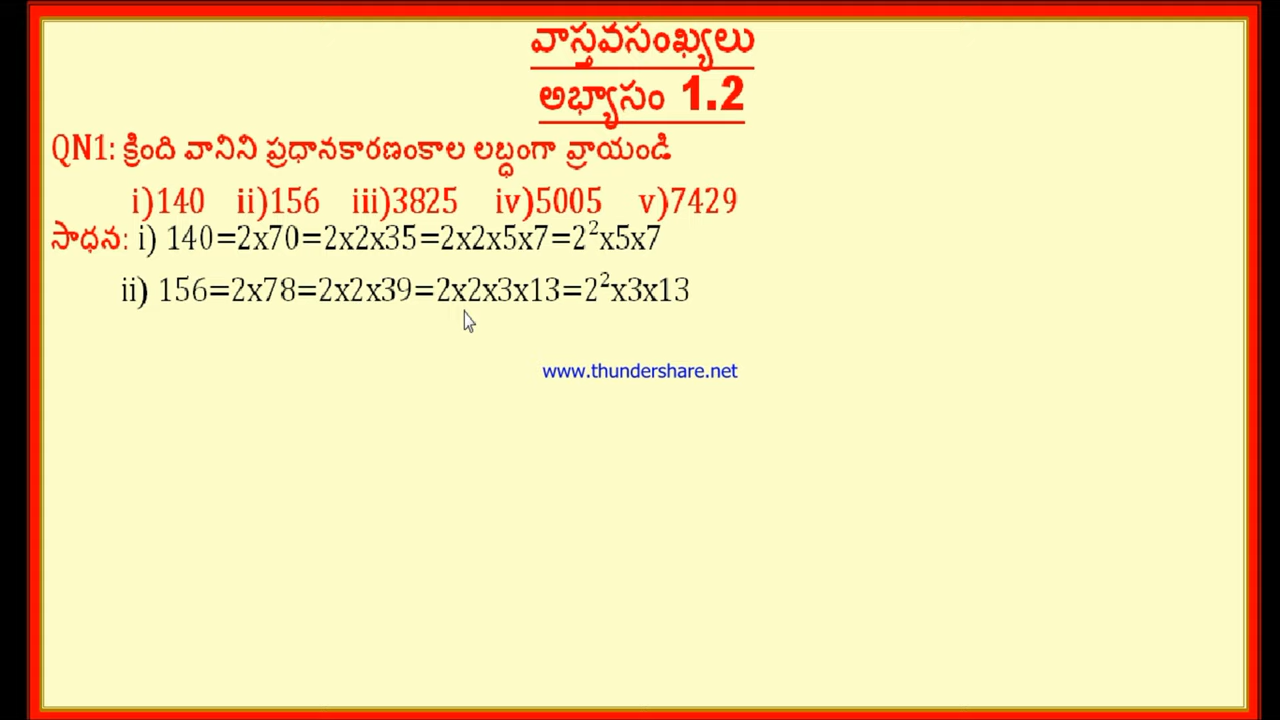 వాస్తవసంఖ్యలు
అభ్యాసం 1.2
QN1: క్రింది వానిని ప్రధానకారణంకాల లబ్ధంగా వ్రాయండి
i)140 ii)156 iii)3825 iv)5005 v)7429
సాధన: i) 140=2x70=2x2x35=2x2x5x7=2²x5x7
ii) 156=2x78=2x2x39=2x2x3x13=2²x3x13
www.thundershare.net